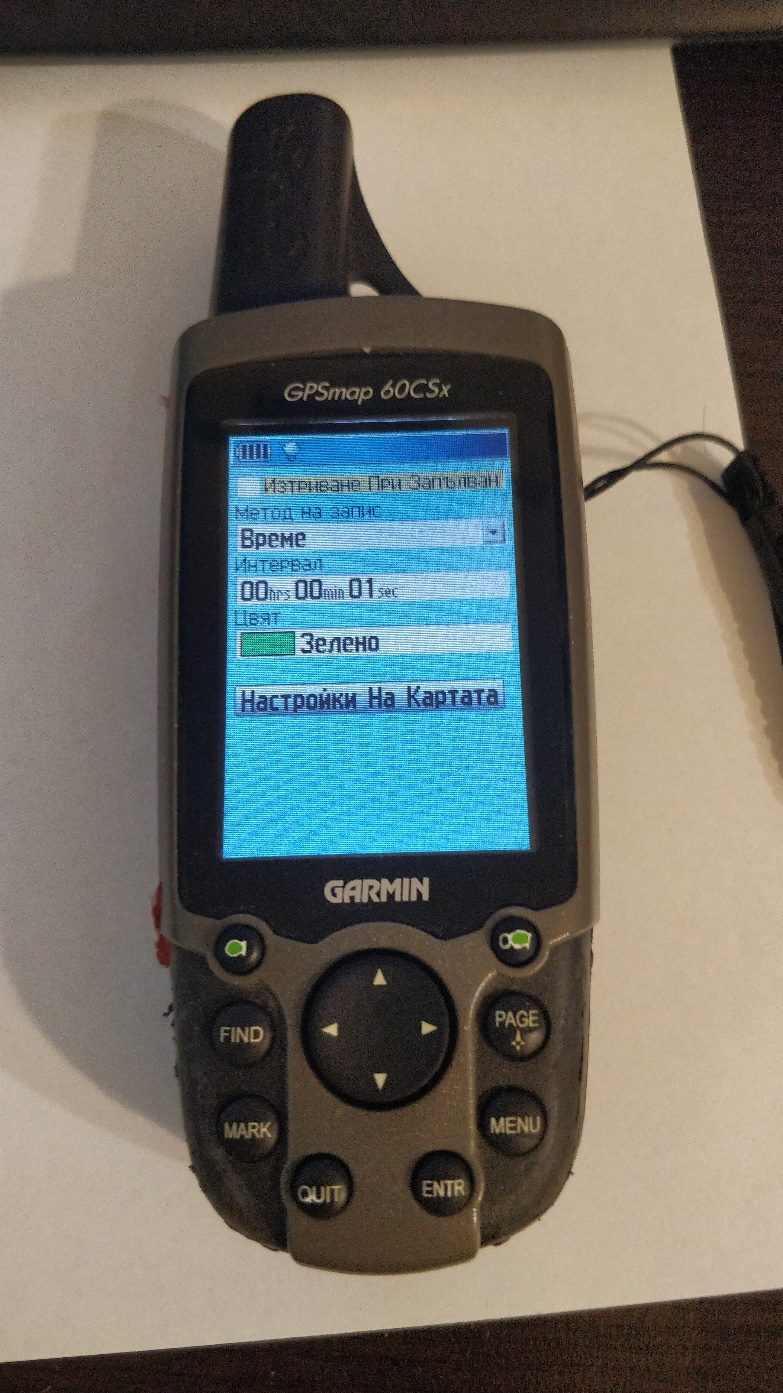 GPSmap 60CSx
Изтриване При Запълван
Метод на запис
Време
Интервал
00hrs 00min 01sec
Цвят
Зелено
Настройки На Картата
GARMIN
FIND
PAGE
MARK
MENU
QUIT
ENTR